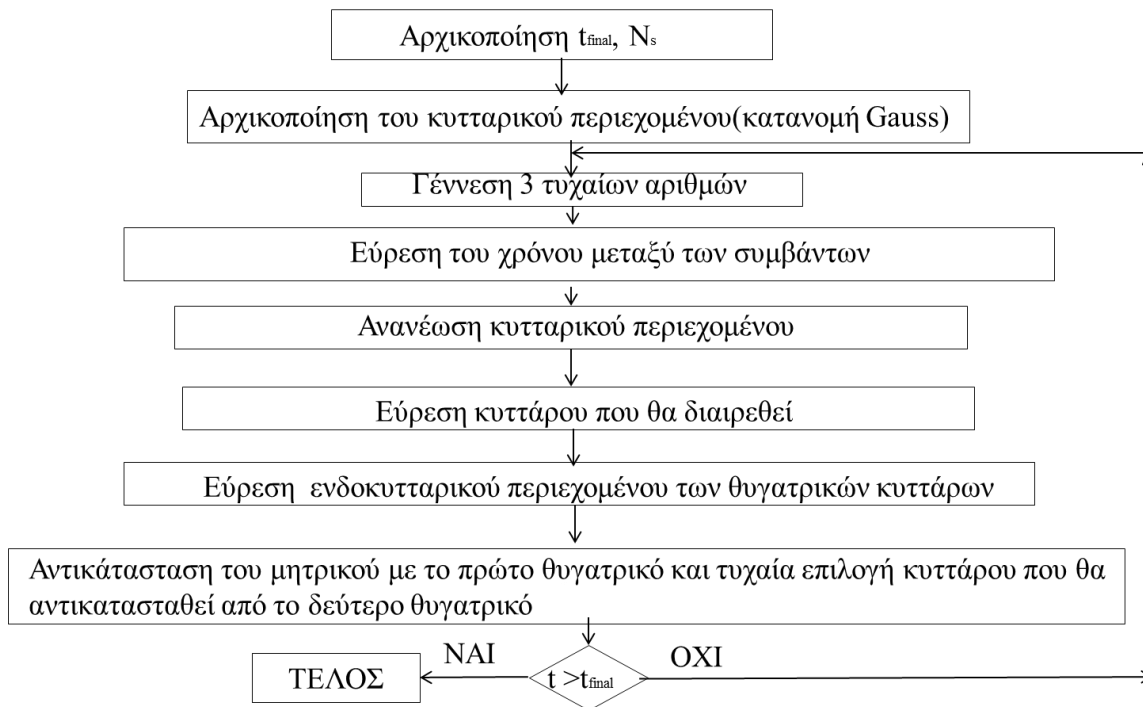 Αρχικοποίηση tfinal, Ns
Αρχικοποίηση του κυτταρικού περιεχομένου(κατανομή Gauss)
Γέννεση 3 τυχαίων αριθμών
Εύρεση του χρόνου μεταξύ των συμβάντων
Ανανέωση κυτταρικού περιεχομένου
Εύρεση κυττάρου που θα διαιρεθεί
Εύρεση ενδοκυτταρικού περιεχομένου των θυγατρικών κυττάρων
Αντικάτασταση του μητρικού με το πρώτο θυγατρικό και τυχαία επιλογή κυττάρου που θα
αντικατασταθεί από το δεύτερο θυγατρικό
ΝΑΙ
ΟΧΙ
ΤΕΛΟΣ
t >tfinal